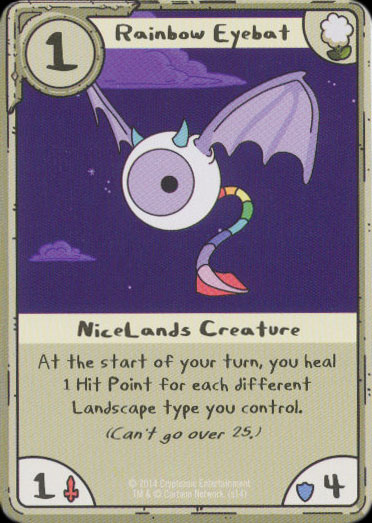 1 Rainbow Eyebat
NiceLands Creature
At the start of your turn, you heal
1 Hit Point for each different
Landscape type you control.
(Can't go over 25.)
© 2014 Cryptozoic Entertainment
TM & © Cartoon Network. (s14)
1 4